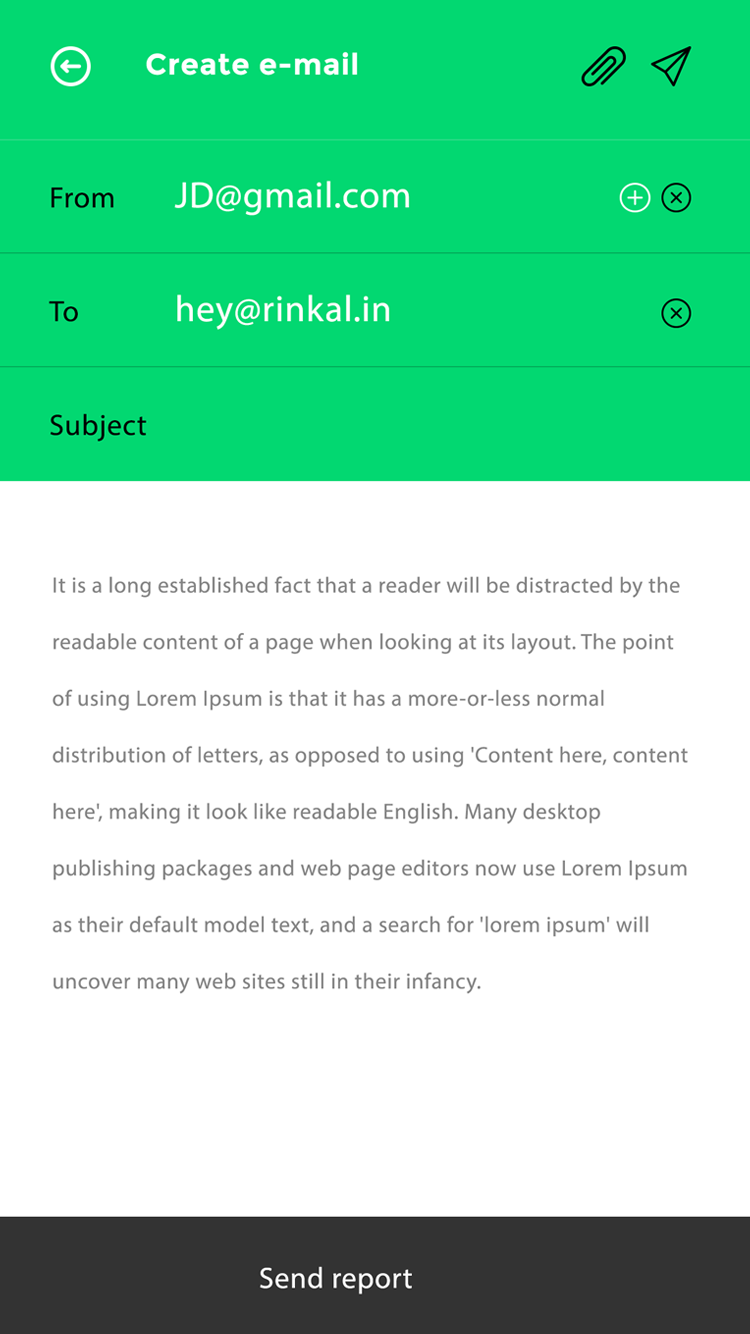 Create e-mail
From JD@gmail.com
To hey@rinkal.in
Subject
It is a long established fact that a reader will be distracted by the
readable content of a page when looking at its layout. The point
of using Lorem Ipsum is that it has a more-or-less normal
distribution of letters, as opposed to using 'Content here, content
here', making it look like readable English. Many desktop
publishing packages and web page editors now use Lorem Ipsum
as their default model text, and a search for 'lorem ipsum' will
uncover many web sites still in their infancy.
Send report